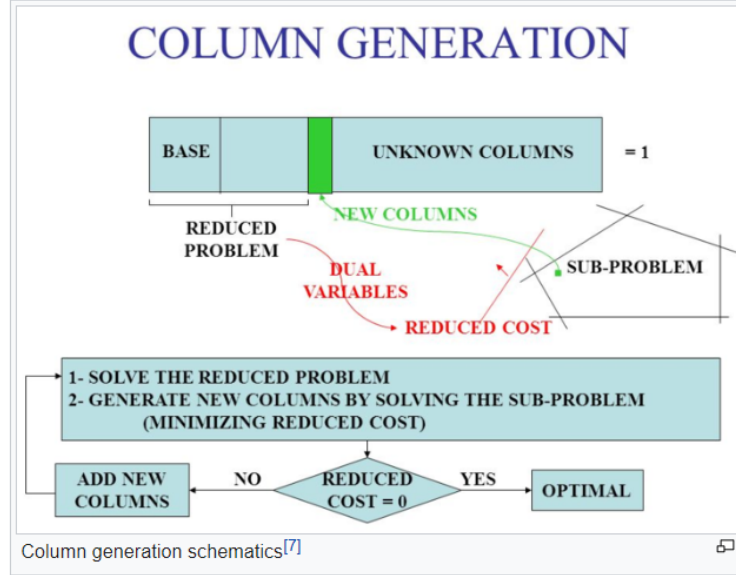 COLUMN GENERATION
BASE
UNKNOWN COLUMNS
= 1
NEW COLUMNS
REDUCED
PROBLEM
DUAL
VARIABLES
SUB-PROBLEM
REDUCED COST
1- SOLVE THE REDUCED PROBLEM
2- GENERATE NEW COLUMNS BY SOLVING THE SUB-PROBLEM
(MINIMIZING REDUCED COST)
ADD NEW
COLUMNS
NO
REDUCED
COST = 0
YES
OPTIMAL
Column generation schematics[7]